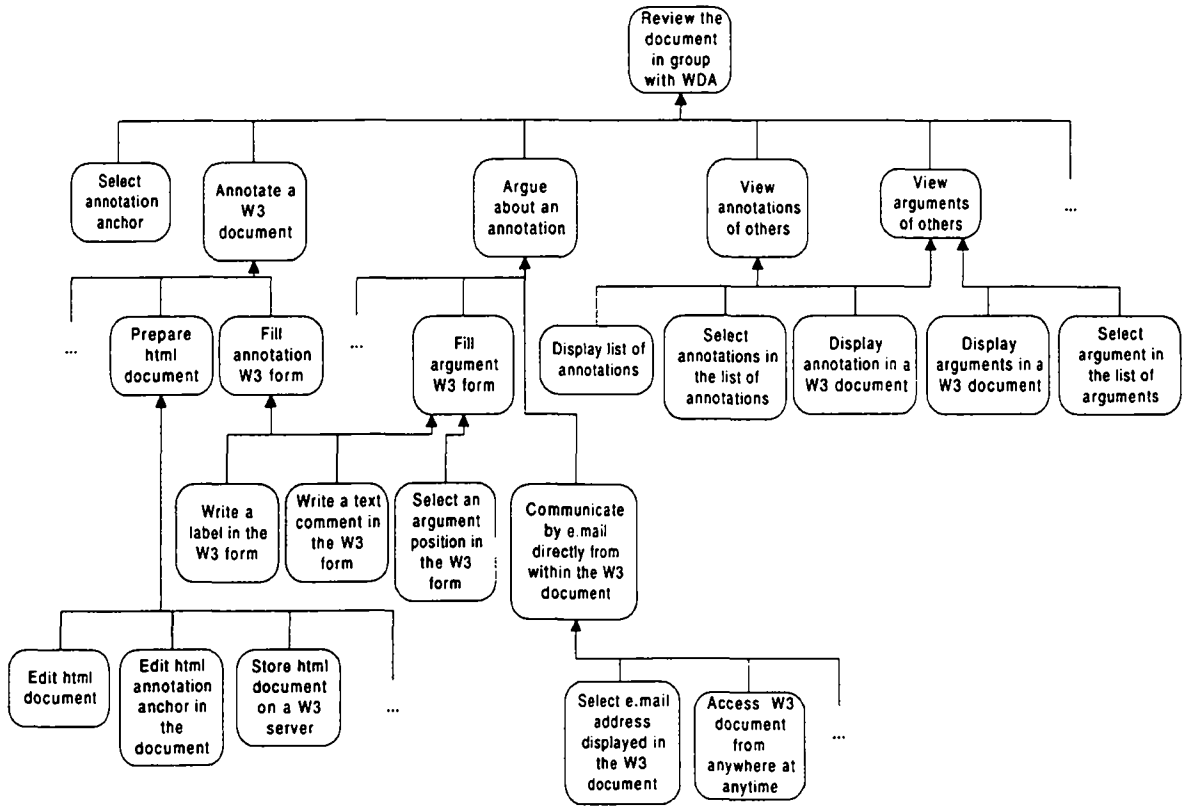 Review the
document
in group
with WDA
Select
annotation
anchor
Annotate a
W3
document
Argue
about an
annotation
View
annotations
of others
View
arguments
of others
...
...
Prepare
html
document
Fill
annotation
W3 form
...
Fill
argument
W3 form
Display list of
annotations
Select
annotations in
the list of
annotations
Display
annotation in a
W3 document
Display
arguments in a
W3 document
Select
argument in
the list of
arguments
Write a
label in the
W3 form
Write a text
comment in
the W3
form
Select an
argument
position in
the W3
form
Communicate
by e.mail
directly from
within the W3
document
Edit html
document
Edit html
annotation
anchor in
the
document
Store html
document
on a W3
server
...
Select e.mail
address
displayed in
the W3
document
Access W3
document
from
anywhere at
anytime
...